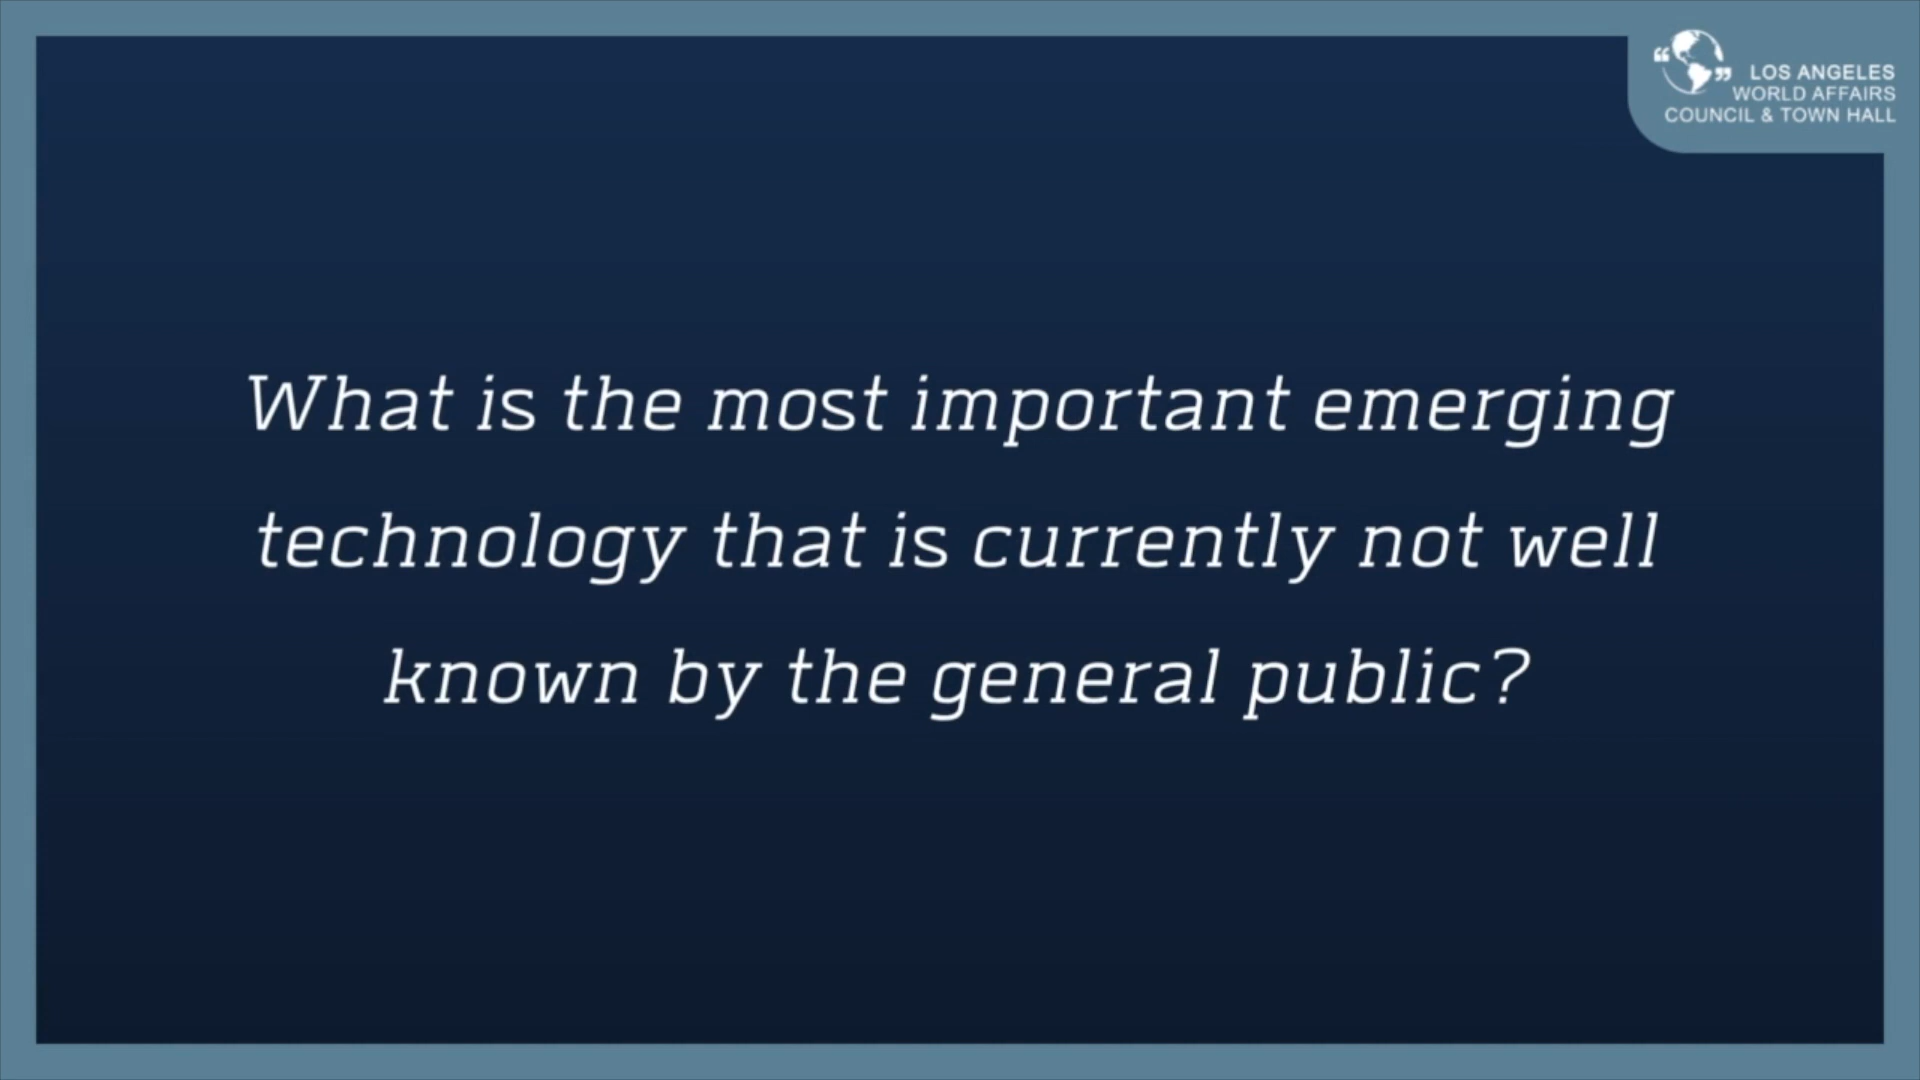 LOS ANGELES
WORLD AFFAIRS
COUNCIL & TOWN HALL
What is the most important emerging
technology that is currently not well
known by the general public?